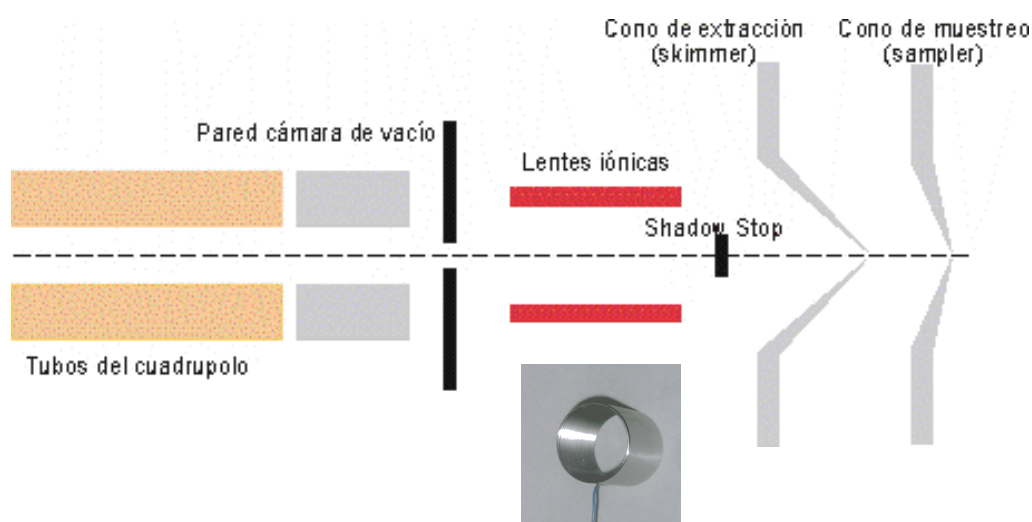 Cono de extracción
(skimmer)
Cono de muestreo
(sampler)
Pared cámara de vacío
Lentes iónicas
Shadow Stop
Tubos del cuadrupolo